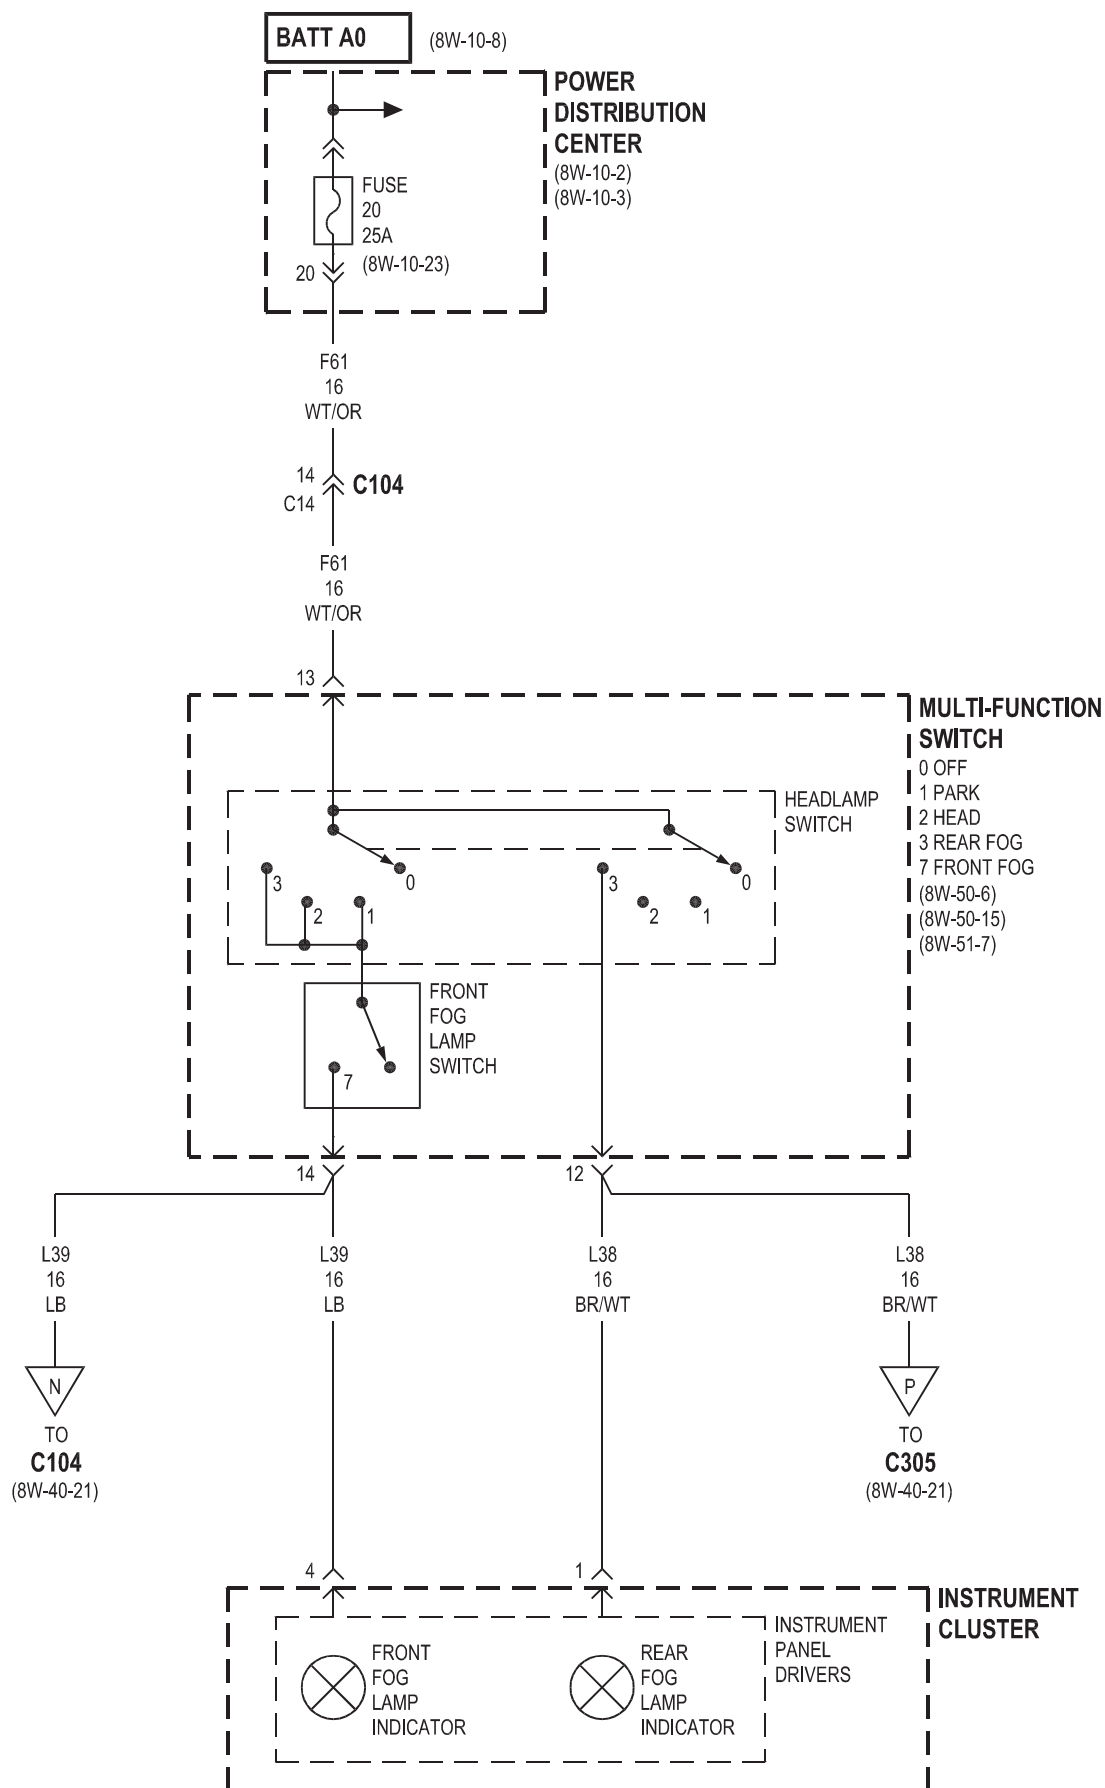 BATT A0
(8W-10-8)
POWER
DISTRIBUTION
CENTER
(8W-10-2)
(8W-10-3)
FUSE
20
25A
(8W-10-23)
20
F61
16
WT/OR
14
C14
C104
F61
16
WT/OR
13
MULTI-FUNCTION
SWITCH
0 OFF
1 PARK
2 HEAD
3 REAR FOG
7 FRONT FOG
(8W-50-6)
(8W-50-15)
(8W-51-7)
HEADLAMP
SWITCH
3
2
1
0
3
2
1
0
FRONT
FOG
LAMP
SWITCH
7
14
12
L39
16
LB
L39
16
LB
L38
16
BR/WT
L38
16
BR/WT
N
TO
C104
(8W-40-21)
P
TO
C305
(8W-40-21)
4
1
INSTRUMENT
CLUSTER
INSTRUMENT
PANEL
DRIVERS
FRONT
FOG
LAMP
INDICATOR
REAR
FOG
LAMP
INDICATOR